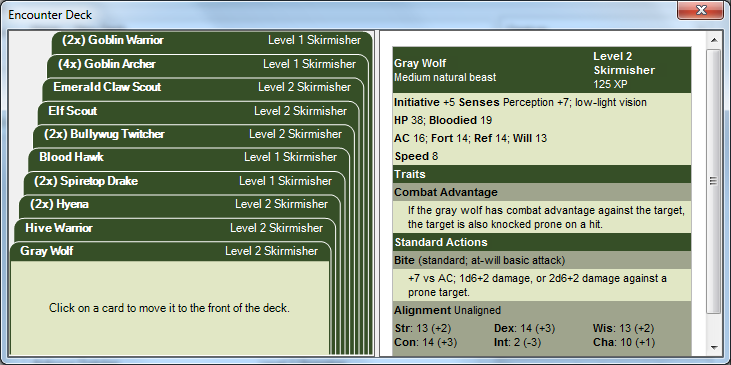 Encounter Deck
(2x) Goblin Warrior Level 1 Skirmisher
(4x) Goblin Archer Level 1 Skirmisher
Emerald Claw Scout Level 2 Skirmisher
Elf Scout Level 2 Skirmisher
(2x) Bullywug Twitcher Level 2 Skirmisher
Blood Hawk Level 1 Skirmisher
(2x) Spiretop Drake Level 1 Skirmisher
(2x) Hyena Level 2 Skirmisher
Hive Warrior Level 2 Skirmisher
Gray Wolf Level 2 Skirmisher
Click on a card to move it to the front of the deck.
Gray Wolf
Medium natural beast
Level 2
Skirmisher
125 XP
Initiative +5 Senses Perception +7; low-light vision
HP 38; Bloodied 19
AC 16; Fort 14; Ref 14; Will 13
Speed 8
Traits
Combat Advantage
If the gray wolf has combat advantage against the target,
the target is also knocked prone on a hit.
Standard Actions
Bite (standard; at-will basic attack)
+7 vs AC; 1d6+2 damage, or 2d6+2 damage against a
prone target.
Alignment Unaligned
Str: 13 (+2) Dex: 14 (+3) Wis: 13 (+2)
Con: 14 (+3) Int: 2 (-3) Cha: 10 (+1)